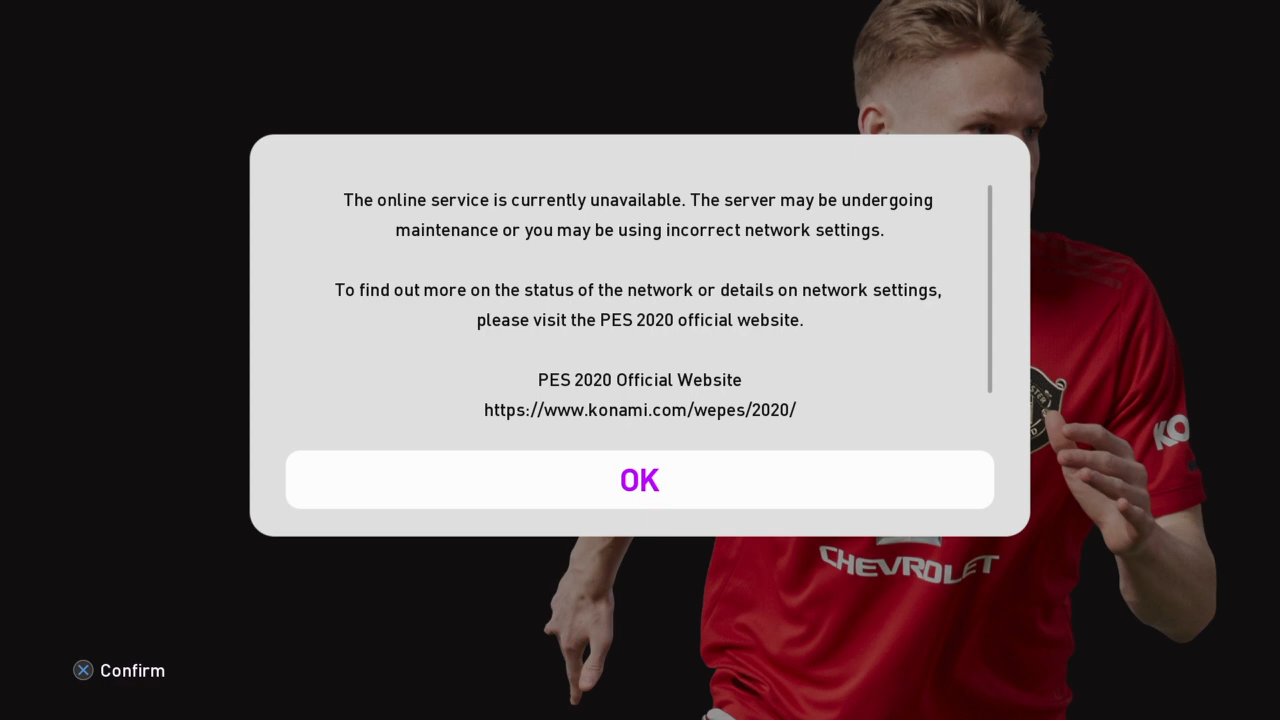 The online service is currently unavailable. The server may be undergoing
maintenance or you may be using incorrect network settings.
To find out more on the status of the network or details on network settings,
please visit the PES 2020 official website.
PES 2020 Official Website
https://www.konami.com/wepes/2020/
OK
KO
CHEVROLET
Confirm